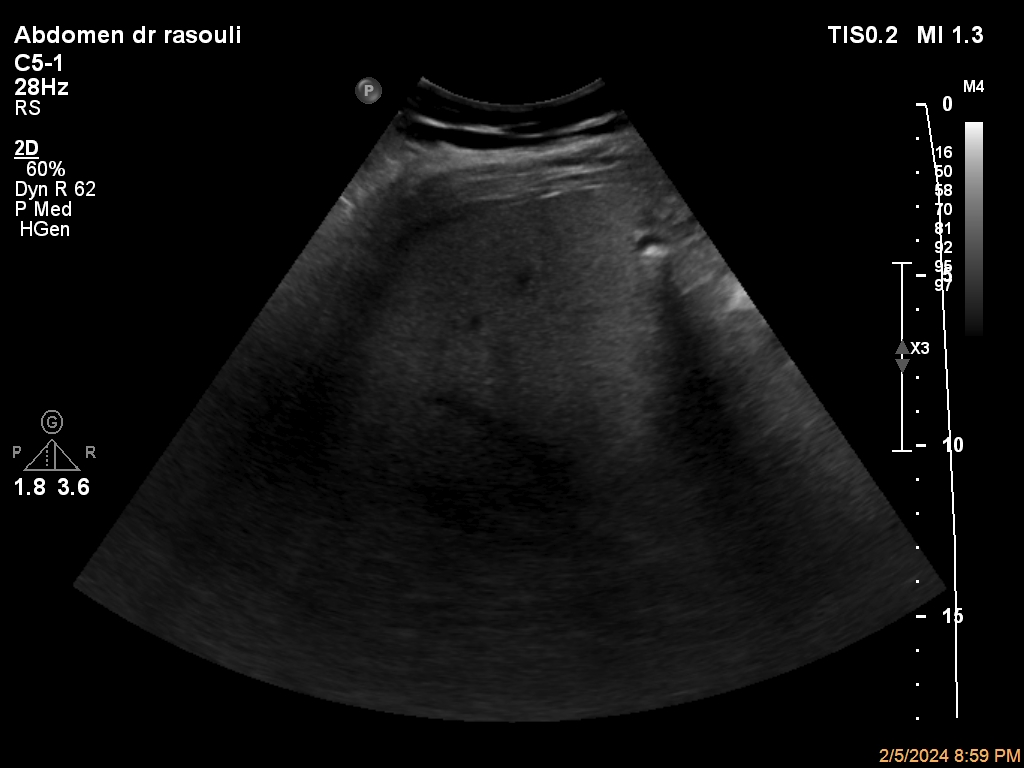 Abdomen dr rasouli
TIS0.2 MI 1.3
C5-1
28Hz
RS
2D
60%
Dyn R 62
P Med
HGen
P
M4
0
16
50
58
70
81
92
95
97
5
X3
10
15
G
P R
1.8 3.6
2/5/2024 8:59 PM